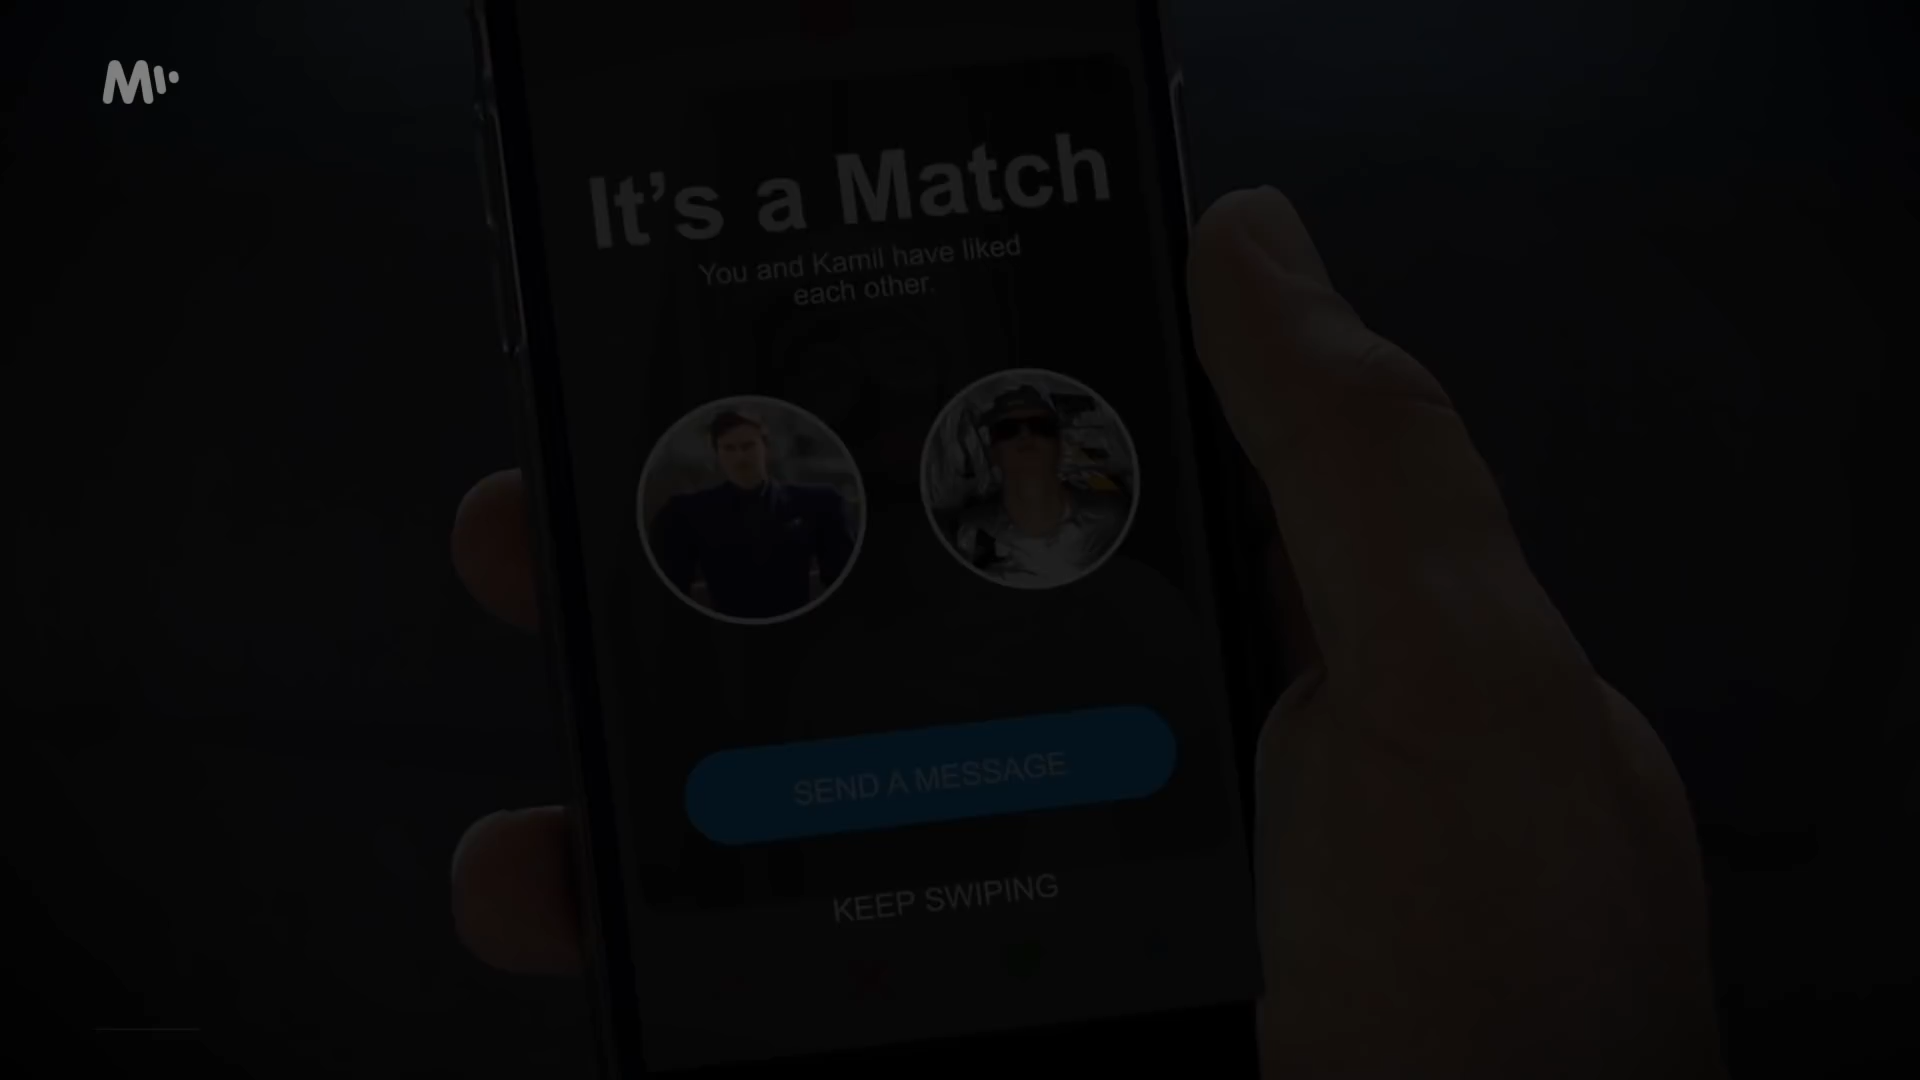 M
It's a Match
You and Kamil have liked
each other.
SEND A MESSAGE
KEEP SWIPING